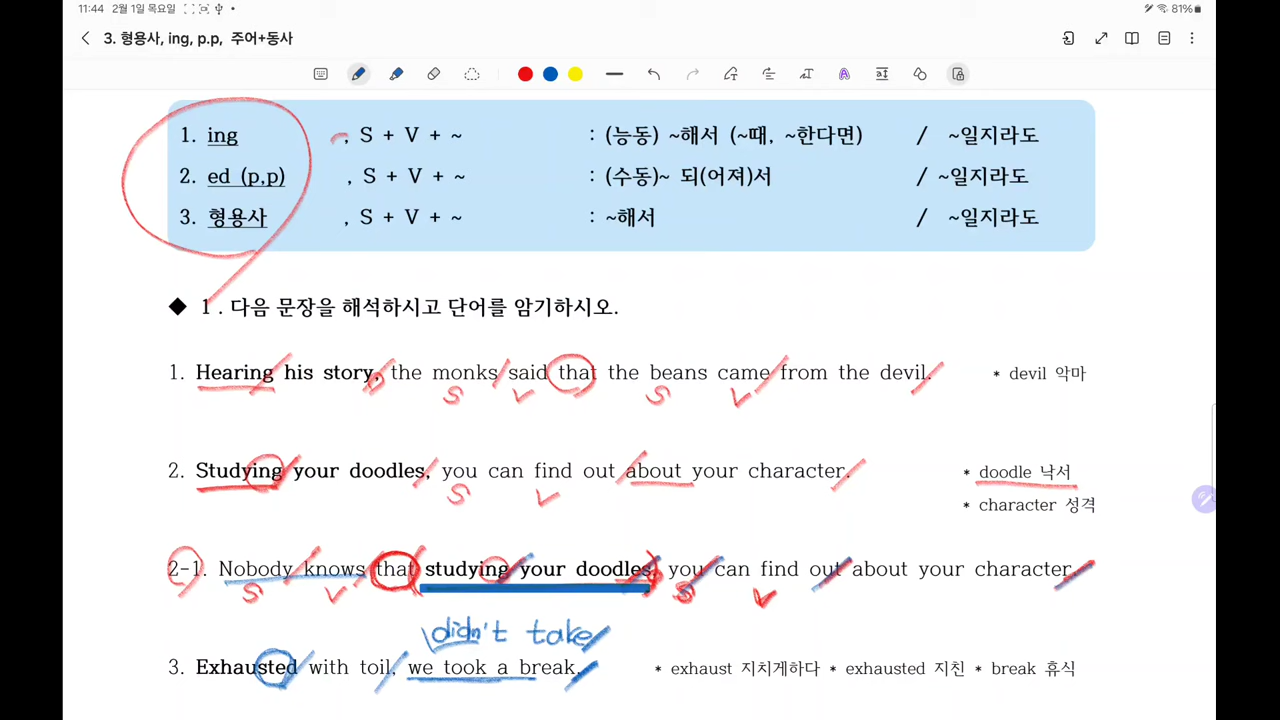 11:44 2월 1일 목요일 81%
3. 형용사, ing, p.p, 주어+동사
1. ing , S + V + ~ : (능동) ~해서 (~때, ~한다면) / ~일지라도
2. ed (p,p) , S + V + ~ : (수동)~ 되(어져)서 / ~일지라도
3. 형용사 , S + V + ~ : ~해서 / ~일지라도
◆ 1. 다음 문장을 해석하시고 단어를 암기하시오.
1. Hearing his story, the monks said that the beans came from the devil. * devil 악마
S V S V
2. Studying your doodles, you can find out about your character. * doodle 낙서
S V * character 성격
2-1. Nobody knows that studying your doodles, you can find out about your character.
S V S V
didn't take
3. Exhausted with toil, we took a break. * exhaust 지치게하다 * exhausted 지친 * break 휴식